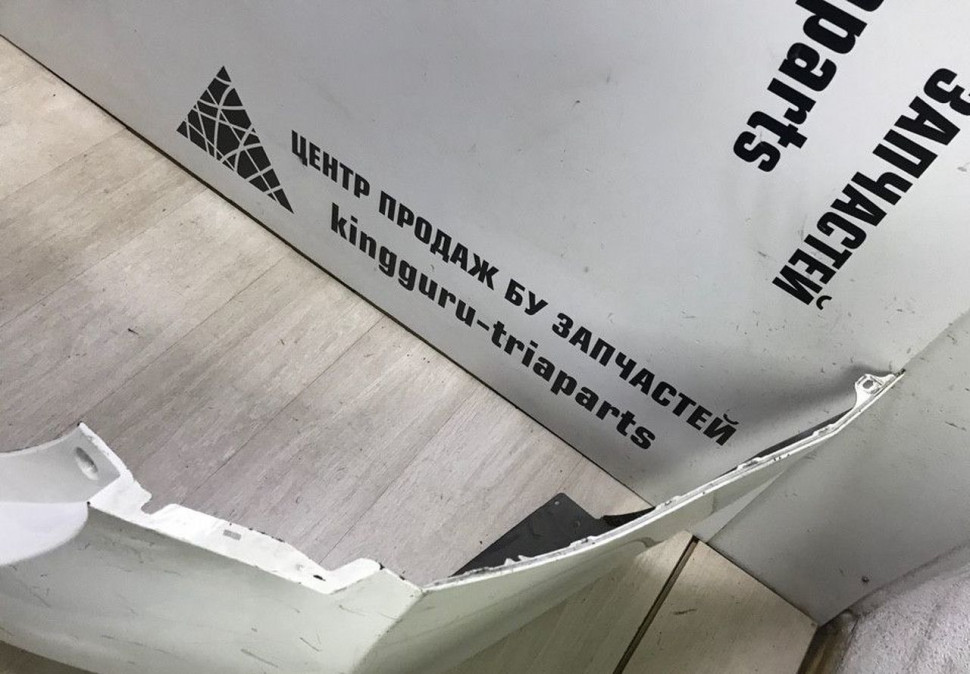 ЦЕНТР ПРОДАЖ БУ ЗАПЧАСТЕЙ
kingguru-triaparts
parts
ЗАПЧАСТЕЙ